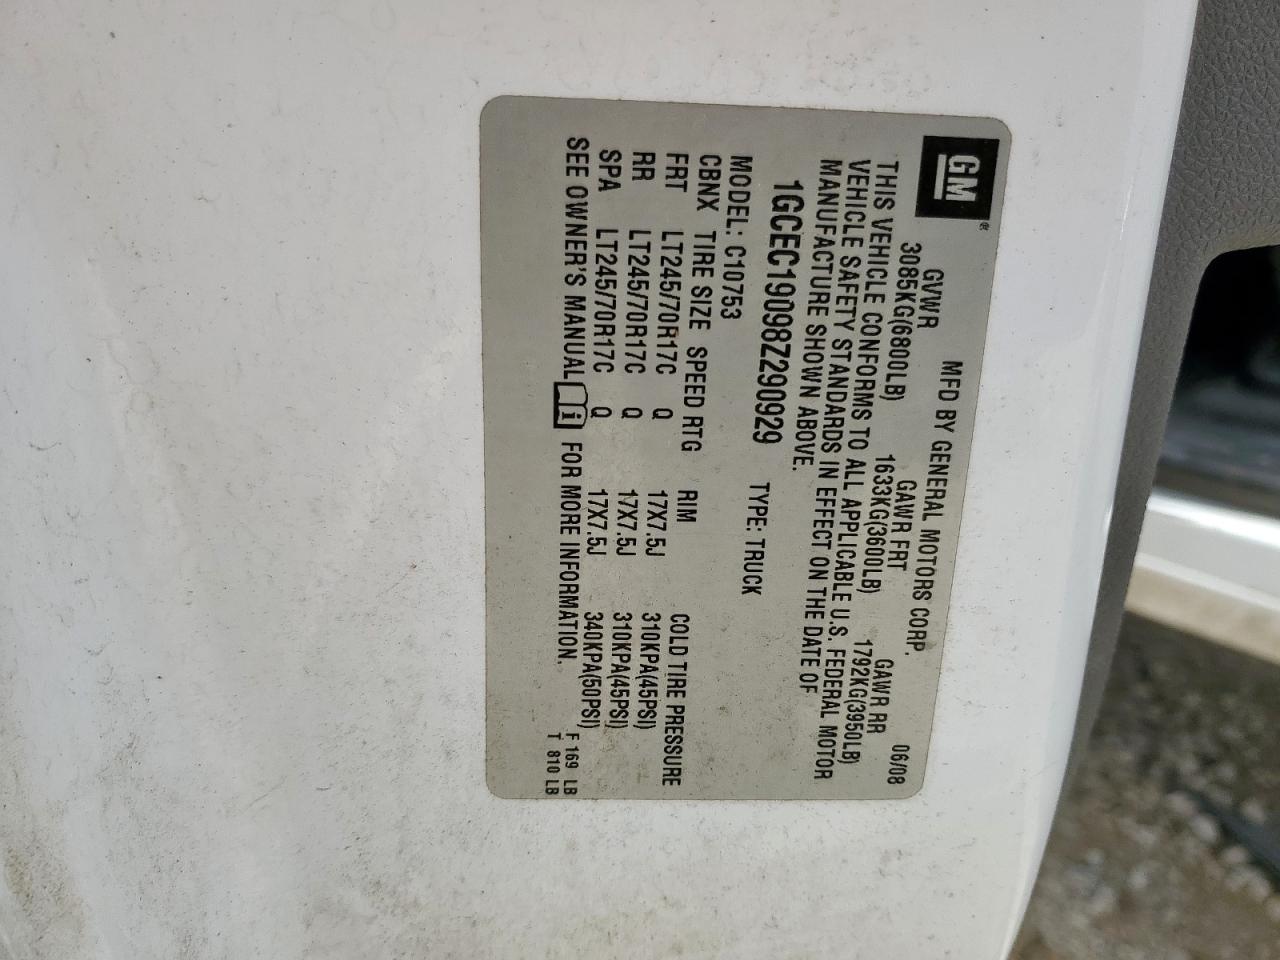 GM®
MFD BY GENERAL MOTORS CORP. 06/08
GVWR GAWR FRT GAWR RR
3085KG(6800LB) 1633KG(3600LB) 1792KG(3950LB)
THIS VEHICLE CONFORMS TO ALL APPLICABLE U.S. FEDERAL MOTOR
VEHICLE SAFETY STANDARDS IN EFFECT ON THE DATE OF
MANUFACTURE SHOWN ABOVE.
1GCEC19098Z290929 TYPE: TRUCK
MODEL: C10753
CBNX TIRE SIZE SPEED RTG RIM COLD TIRE PRESSURE
FRT LT245/70R17C Q 17X7.5J 310KPA(45PSI)
RR LT245/70R17C Q 17X7.5J 310KPA(45PSI)
SPA LT245/70R17C Q 17X7.5J 340KPA(50PSI)
SEE OWNER'S MANUAL i FOR MORE INFORMATION.
F 169 LB
T 810 LB